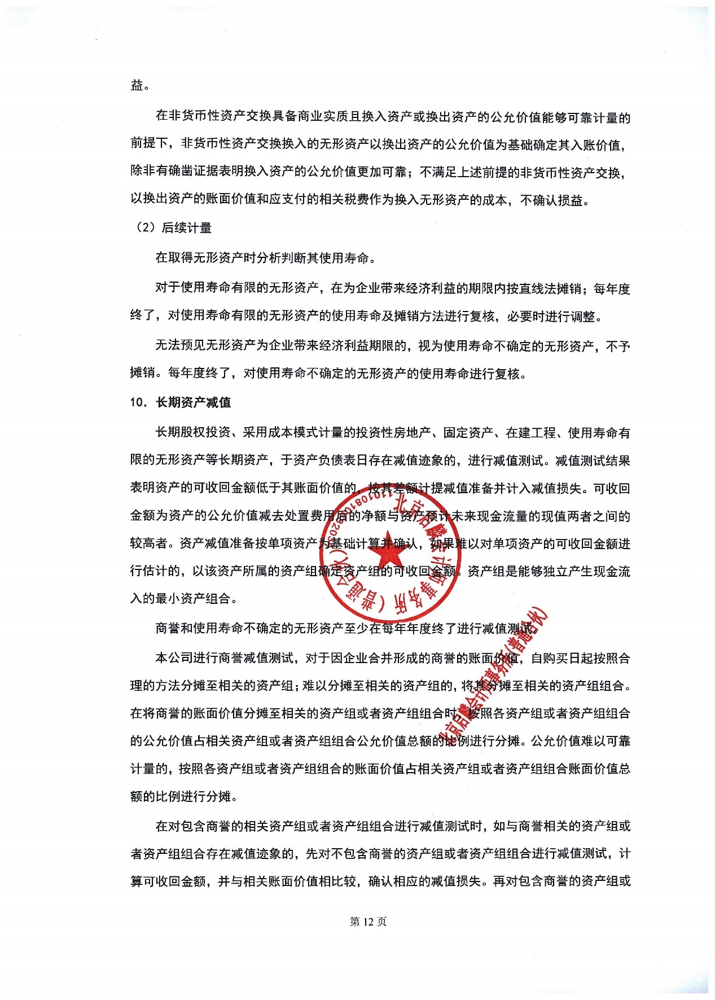 益。
在非货币性资产交换具备商业实质且换入资产或换出资产的公允价值能够可靠计量的
前提下，非货币性资产交换换入的无形资产以换出资产的公允价值为基础确定其入账价值，
除非有确凿证据表明换入资产的公允价值更加可靠；不满足上述前提的非货币性资产交换，
以换出资产的账面价值和应支付的相关税费作为换入无形资产的成本，不确认损益。
（2）后续计量
在取得无形资产时分析判断其使用寿命。
对于使用寿命有限的无形资产，在为企业带来经济利益的期限内按直线法摊销；每年度
终了，对使用寿命有限的无形资产的使用寿命及摊销方法进行复核，必要时进行调整。
无法预见无形资产为企业带来经济利益期限的，视为使用寿命不确定的无形资产，不予
摊销。每年度终了，对使用寿命不确定的无形资产的使用寿命进行复核。
10．长期资产减值
长期股权投资、采用成本模式计量的投资性房地产、固定资产、在建工程、使用寿命有
限的无形资产等长期资产，于资产负债表日存在减值迹象的，进行减值测试。减值测试结果
表明资产的可收回金额低于其账面价值的，按其差额计提减值准备并计入减值损失。可收回
金额为资产的公允价值减去处置费用后的净额与资产预计未来现金流量的现值两者之间的
较高者。资产减值准备按单项资产为基础计算并确认，如果难以对单项资产的可收回金额进
行估计的，以该资产所属的资产组确定资产组的可收回金额。资产组是能够独立产生现金流
入的最小资产组合。
商誉和使用寿命不确定的无形资产至少在每年年度终了进行减值测试。
本公司进行商誉减值测试，对于因企业合并形成的商誉的账面价值，自购买日起按照合
理的方法分摊至相关的资产组；难以分摊至相关的资产组的，将其分摊至相关的资产组组合。
在将商誉的账面价值分摊至相关的资产组或者资产组组合时，按照各资产组或者资产组组合
的公允价值占相关资产组或者资产组组合公允价值总额的比例进行分摊。公允价值难以可靠
计量的，按照各资产组或者资产组组合的账面价值占相关资产组或者资产组组合账面价值总
额的比例进行分摊。
在对包含商誉的相关资产组或者资产组组合进行减值测试时，如与商誉相关的资产组或
者资产组组合存在减值迹象的，先对不包含商誉的资产组或者资产组组合进行减值测试，计
算可收回金额，并与相关账面价值相比较，确认相应的减值损失。再对包含商誉的资产组或
北京启麟会计师事务所（普通合伙）
北京启麟会计师事务所（普通合伙）
第 12 页